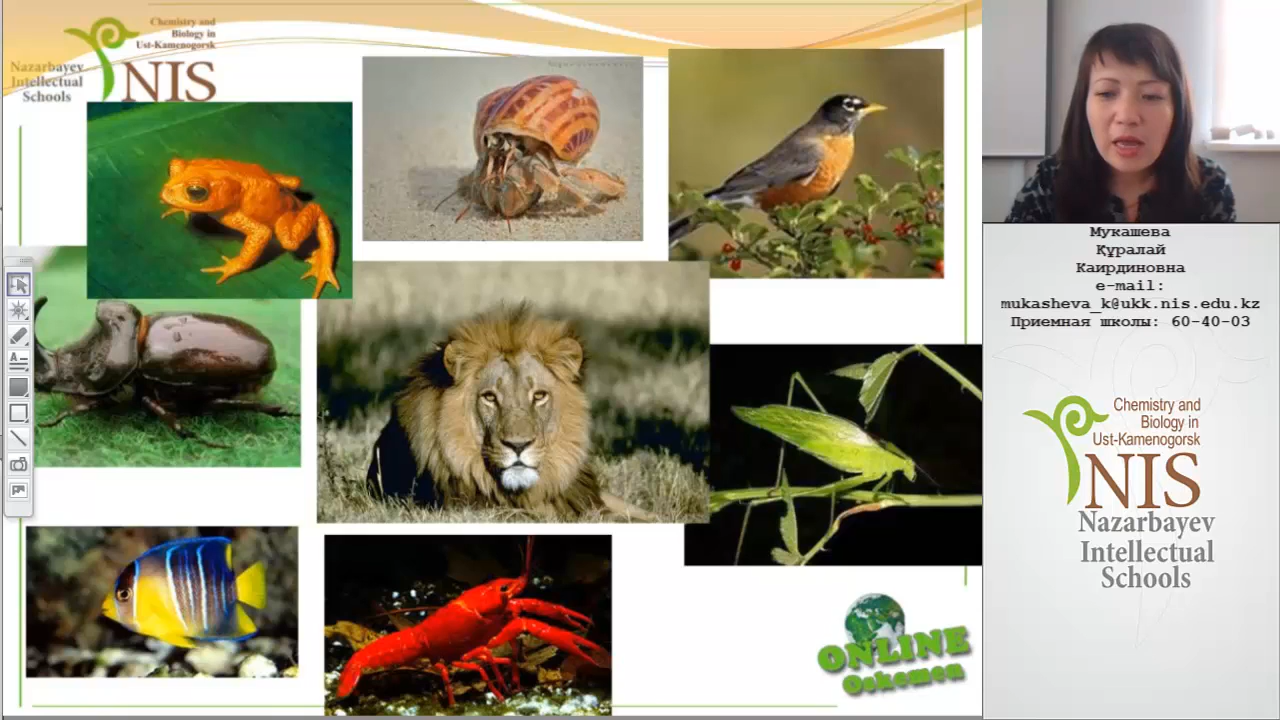 Chemistry and
Biology in
Ust-Kamenogorsk
Nazarbayev
Intellectual
Schools
NIS
Мукашева
Құралай
Каирдиновна
e-mail:
mukasheva_k@ukk.nis.edu.kz
Приемная школы: 60-40-03
Chemistry and
Biology in
Ust-Kamenogorsk
NIS
Nazarbayev
Intellectual
Schools
ONLINE
Oskemen